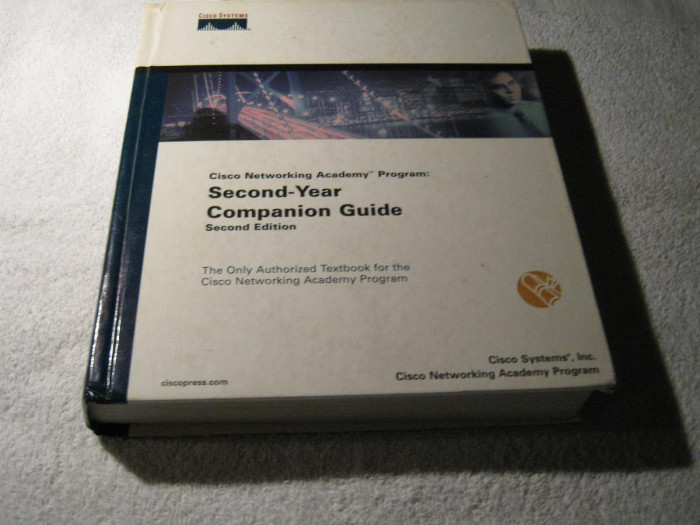 CISCO SYSTEMS
Cisco Networking Academy™ Program:
Second-Year
Companion Guide
Second Edition
The Only Authorized Textbook for the
Cisco Networking Academy Program
Cisco Systems®, Inc.
Cisco Networking Academy Program
ciscopress.com